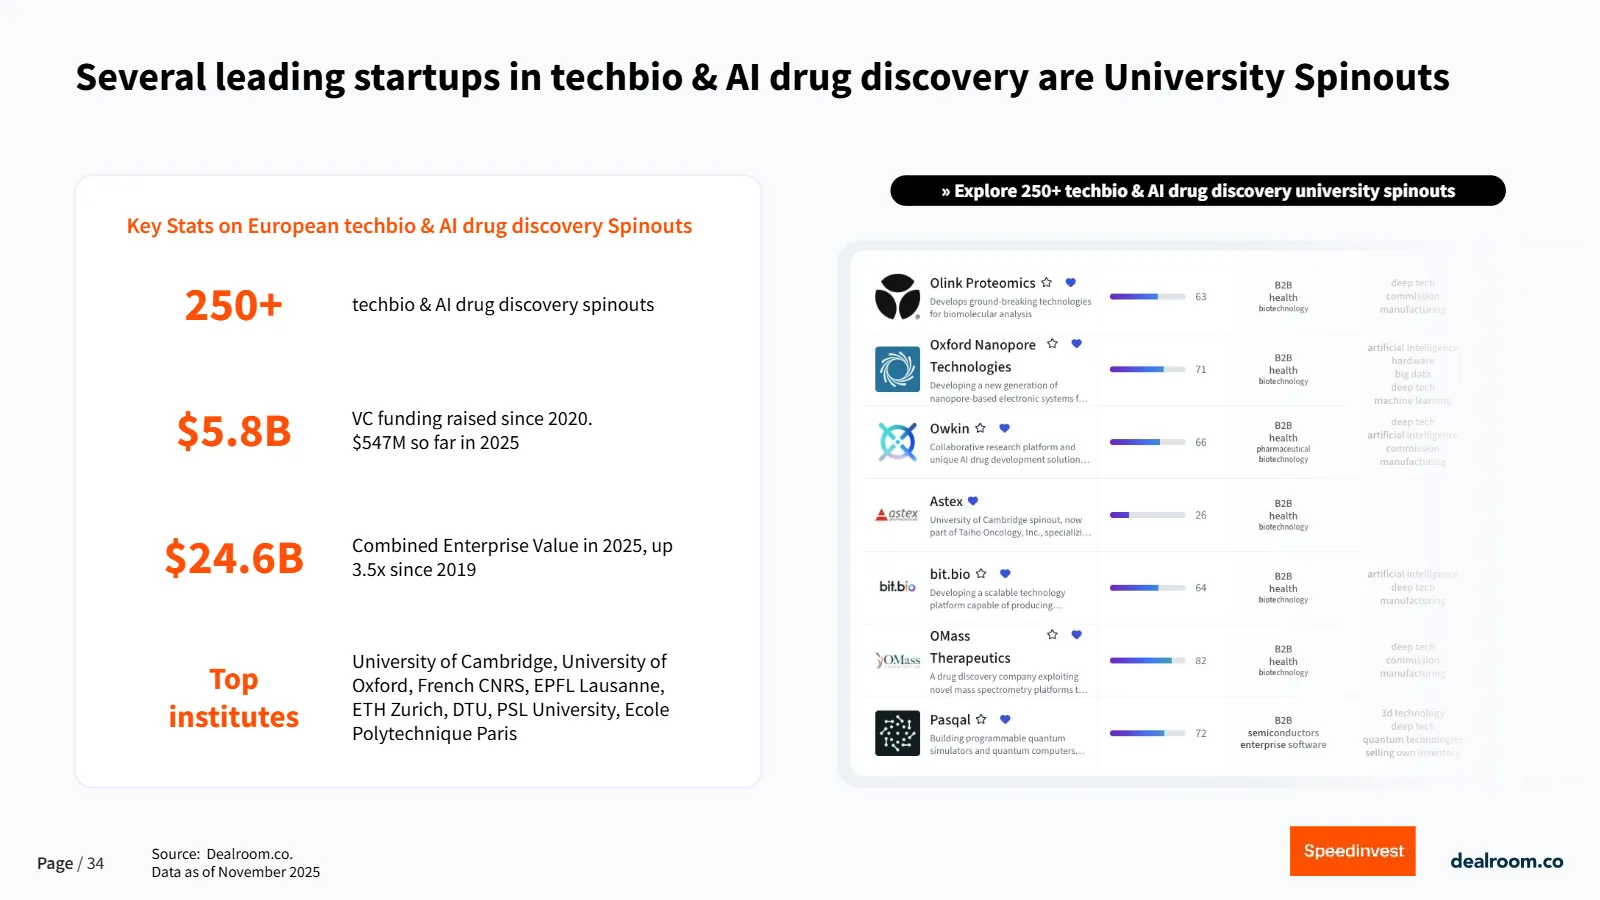 Several leading startups in techbio & AI drug discovery are University Spinouts
Key Stats on European techbio & AI drug discovery Spinouts
250+
techbio & AI drug discovery spinouts
$5.8B
VC funding raised since 2020.
$547M so far in 2025
$24.6B
Combined Enterprise Value in 2025, up
3.5x since 2019
Top
institutes
University of Cambridge, University of
Oxford, French CNRS, EPFL Lausanne,
ETH Zurich, DTU, PSL University, Ecole
Polytechnique Paris
» Explore 250+ techbio & AI drug discovery university spinouts
Olink Proteomics
Develops ground-breaking technologies
for biomolecular analysis
63
B2B
health
biotechnology
deep tech
commission
manufacturing
Oxford Nanopore
Technologies
Developing a new generation of
nanopore-based electronic systems f...
71
B2B
health
biotechnology
artificial intelligence
hardware
big data
deep tech
machine learning
Owkin
Collaborative research platform and
unique AI drug development solution...
66
B2B
health
pharmaceutical
biotechnology
deep tech
artificial intelligence
commission
manufacturing
astex
Astex
University of Cambridge spinout, now
part of Taiho Oncology, Inc., specializi...
26
B2B
health
biotechnology
bit.bio
bit.bio
Developing a scalable technology
platform capable of producing...
64
B2B
health
biotechnology
artificial intelligence
deep tech
manufacturing
OMass
OMass
Therapeutics
A drug discovery company exploiting
novel mass spectrometry platforms t...
82
B2B
health
biotechnology
deep tech
commission
manufacturing
Pasqal
Building programmable quantum
simulators and quantum computers...
72
B2B
semiconductors
enterprise software
3d technology
deep tech
quantum technologies
selling own inventory
Page / 34
Source: Dealroom.co.
Data as of November 2025
Speedinvest
dealroom.co